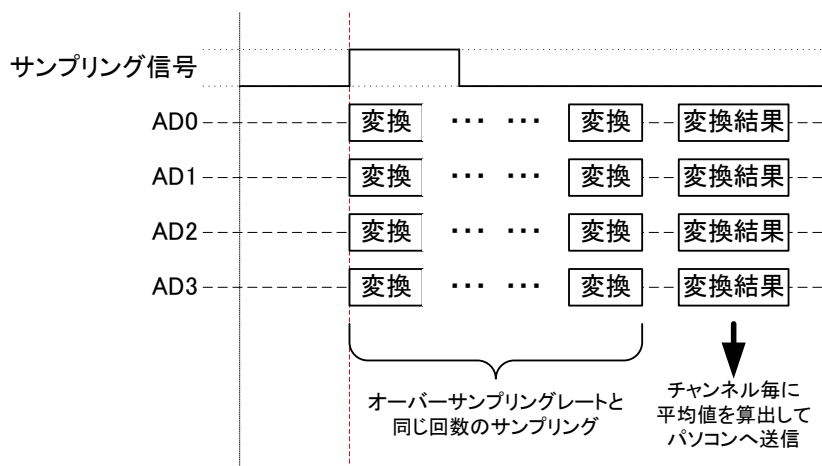 サンプリング信号
AD0 変換 ・・・ ・・・ 変換 変換結果
AD1 変換 ・・・ ・・・ 変換 変換結果
AD2 変換 ・・・ ・・・ 変換 変換結果
AD3 変換 ・・・ ・・・ 変換 変換結果
オーバーサンプリングレートと
同じ回数のサンプリング
チャンネル毎に
平均値を算出して
パソコンへ送信